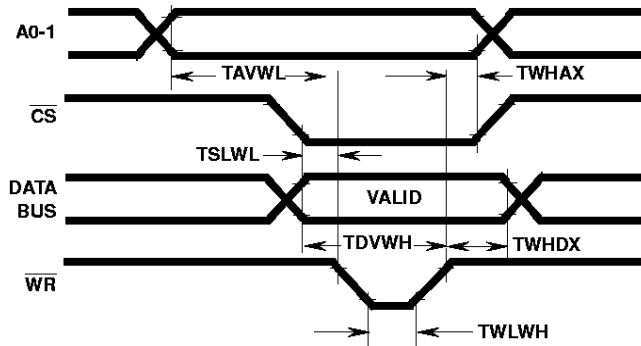 A0-1
TAVWL
TWHAX
CS
TSLWL
DATA
BUS
VALID
TDVWH
TWHDX
WR
TWLWH